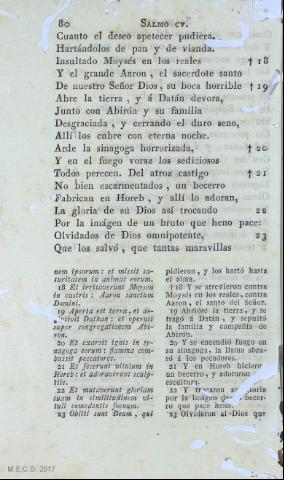 80 SALMO CV.
Cuanto el deseo apetecer pudiera.
Hartándolos de pan y de vianda.
Insultado Moysés en los reales † 18
Y el grande Aaron, el sacerdote santo
De nuestro Señor Dios, su boca horrible † 19
Abre la tierra, y á Datán devora,
Junto con Abirón y su familia
Desgraciada, y cerrando el duro seno,
Allí los cubre con eterna noche.
Arde la sinagoga horrorizada, † 20
Y en el fuego voraz los sediciosos
Todos perecen. Del atroz castigo † 21
No bien escarmentados, un becerro
Fabrican en Horeb, y allí lo adoran,
La gloria de su Dios así trocando 22
Por la imágen de un bruto que heno pace:
Olvidados de Dios omnipotente, 23
Que los salvó, que tantas maravillas
nem ipsorum: et misit sa-
turitatem in animas eorum.
18 Et irritaverunt Moysen
in castris: Aaron sanctum
Domini.
19 Aperta est terra, et de-
glutivit Dathan: et operuit
super congregationem Abi-
ron.
20 Et exarsit ignis in sy-
nagoga eorum: flamma com-
bussit peccatores.
21 Et fecerunt vitulum in
Horeb: et adoraverunt sculp-
tile.
22 Et mutaverunt gloriam
suam in similitudinem vi-
tuli comedentis foenum.
23 Obliti sunt Deum, qui
pidieron, y los hartó hasta
el alma.
18 Y se atrevieron contra
Moysés en los reales, contra
Aaron, el santo del Señor.
19 Abrióse la tierra, y se
tragó á Datan, y sepultó
la familia y compañía de
Abirón.
20 Y se encendió fuego en
su sinagoga, la llama abra-
só á los pecadores.
21 Y en Horeb hiciero
un becerro, y adoraron
escultura.
22 Y trocaron su gloria
por la imágen de becer-
ro que pace heno.
23 Olvidaron al Dios que
M.E.C.D. 2017